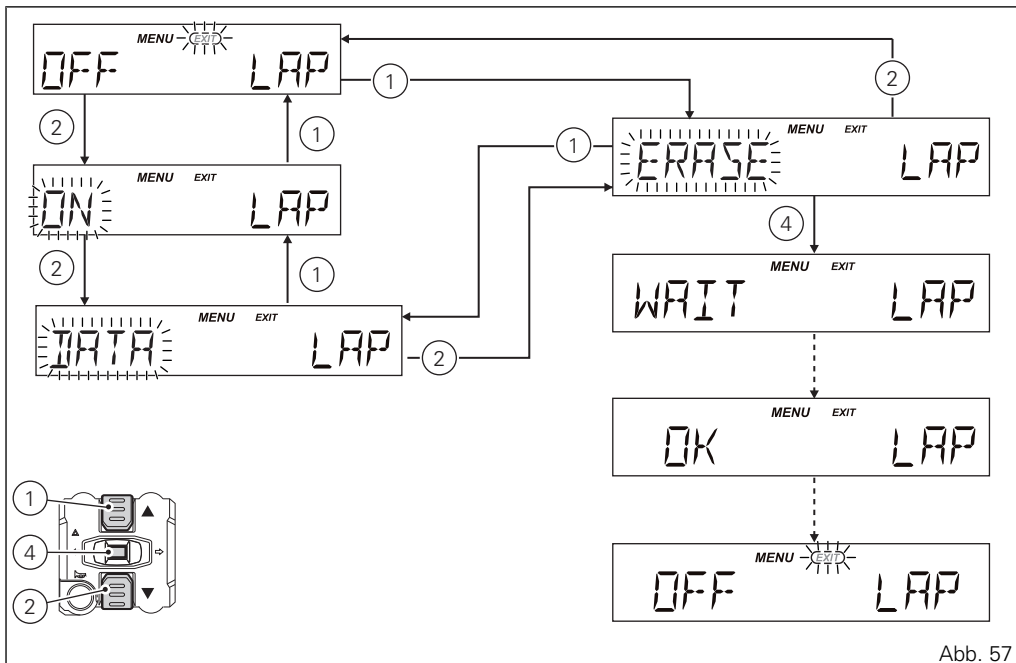 MENU EXIT
OFF LAP
1
2
2
1
MENU EXIT
ERASE LAP
1
MENU EXIT
ON LAP
4
2
1
MENU EXIT
WAIT LAP
MENU EXIT
DATA LAP
2
MENU EXIT
OK LAP
1
4
2
MENU EXIT
OFF LAP
Abb. 57